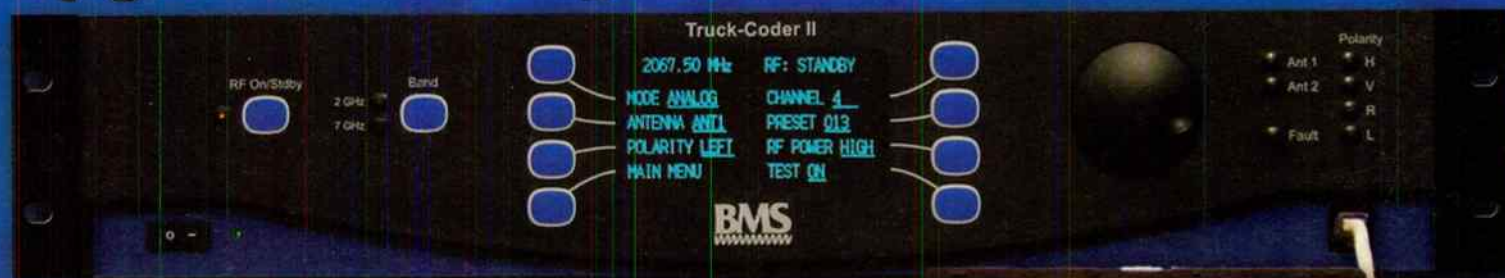 Truck-Coder II
2067.50 MHz RF: STANDBY
MODE ANALOG CHANNEL 4
ANTENNA ANT1 PRESET 013
POLARITY LEFT RF POWER HIGH
MAIN MENU TEST ON
BMS
RF On/Stdby
Band
2 GHz
7 GHz
Polarity
Ant 1 H
Ant 2 V
R
Fault L
O -